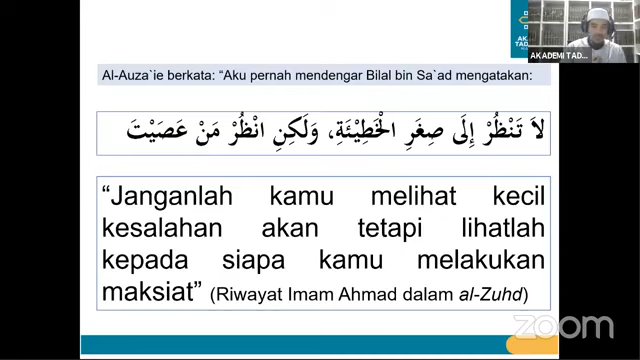 AKADEMI TAD...
Al-Auza`ie berkata: “Aku pernah mendengar Bilal bin Sa`ad mengatakan:
لاَ تَنْظُرْ إِلَى صِغَرِ الْخَطِيْئَةِ، وَلَكِنِ انْظُرْ مَنْ عَصَيْتَ
“Janganlah kamu melihat kecil
kesalahan akan tetapi lihatlah
kepada siapa kamu melakukan
maksiat” (Riwayat Imam Ahmad dalam al-Zuhd)
zoom